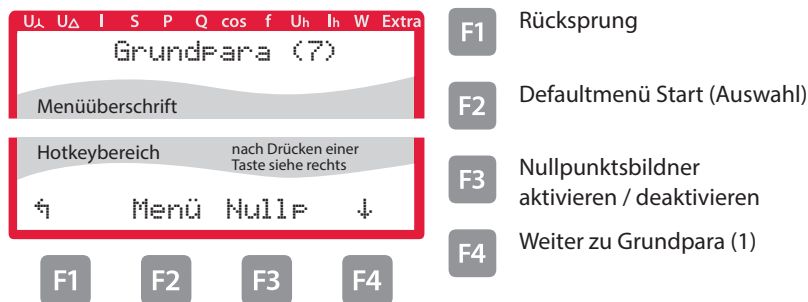 U⅄ U△ I S P Q cos f Uh Ih W Extra
Grundpara (7)
Menüüberschrift
Hotkeybereich
nach Drücken einer
Taste siehe rechts
↰ Menü Nullp ↓
F1 F2 F3 F4
F1 Rücksprung
F2 Defaultmenü Start (Auswahl)
F3 Nullpunktsbildner
aktivieren / deaktivieren
F4 Weiter zu Grundpara (1)